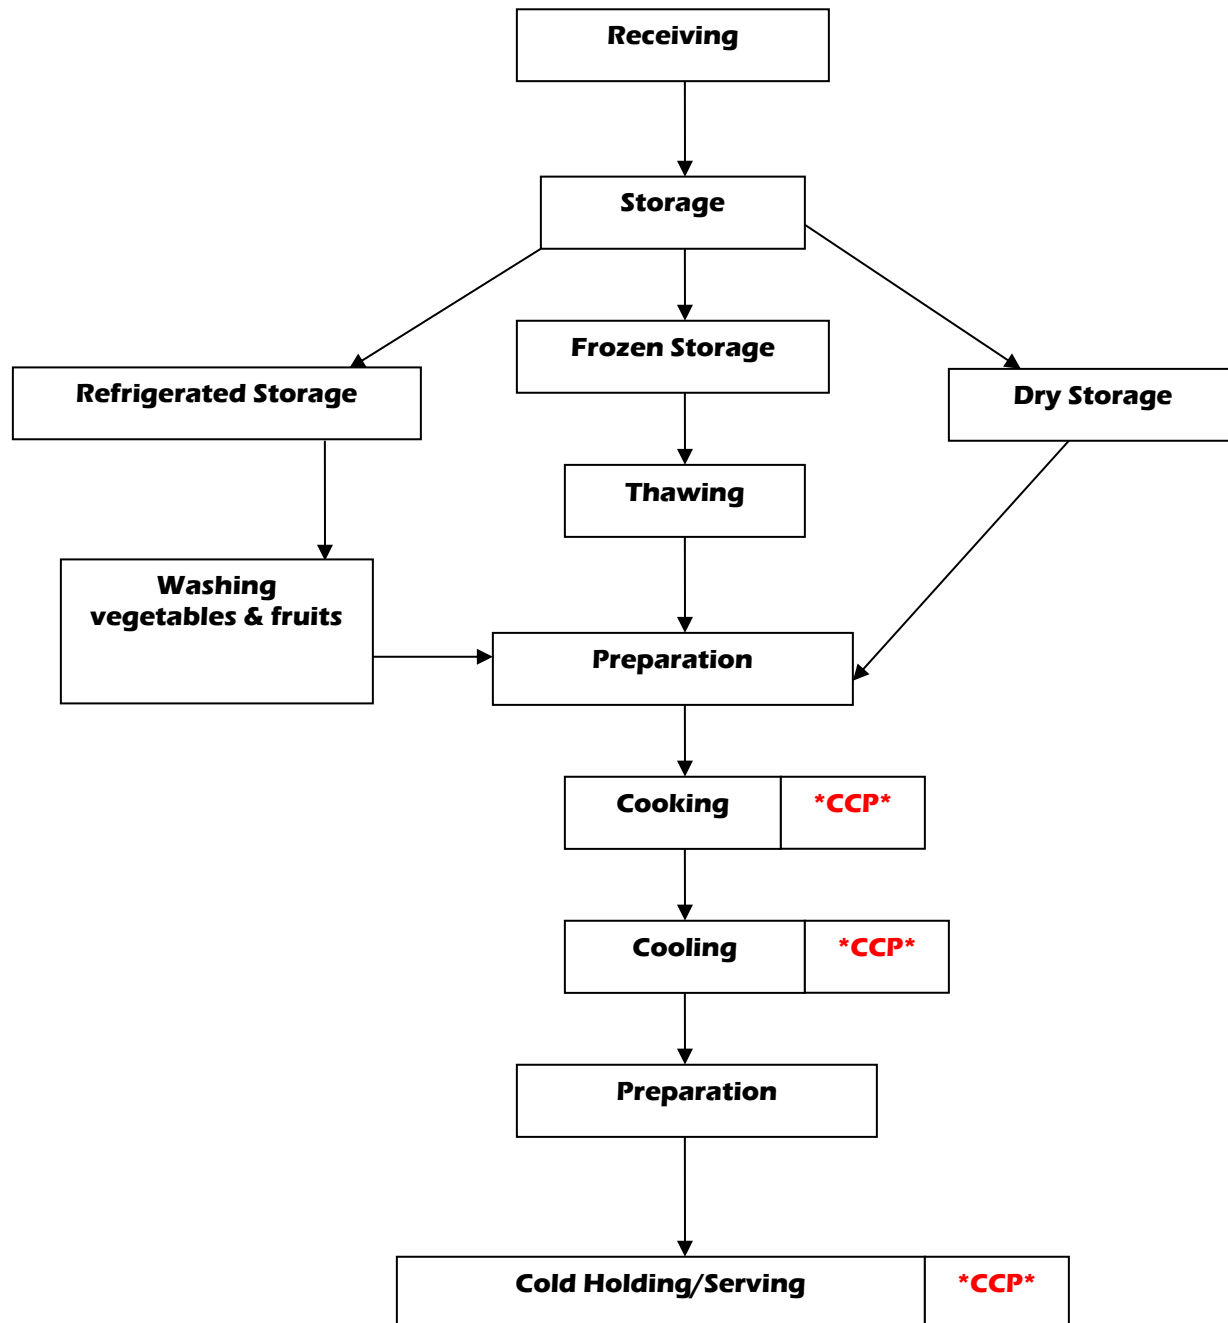 Receiving
Storage
Frozen Storage
Refrigerated Storage
Dry Storage
Thawing
Washing
vegetables & fruits
Preparation
Cooking
*CCP*
Cooling
*CCP*
Preparation
Cold Holding/Serving
*CCP*